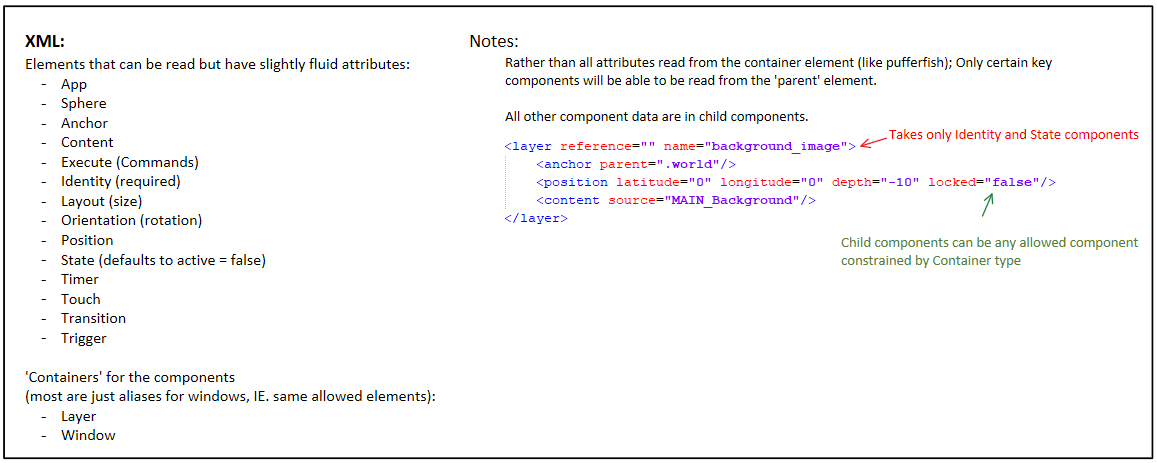 XML:
Elements that can be read but have slightly fluid attributes:
- App
- Sphere
- Anchor
- Content
- Execute (Commands)
- Identity (required)
- Layout (size)
- Orientation (rotation)
- Position
- State (defaults to active = false)
- Timer
- Touch
- Transition
- Trigger
'Containers' for the components
(most are just aliases for windows, IE. same allowed elements):
- Layer
- Window
Notes:
Rather than all attributes read from the container element (like pufferfish); Only certain key
components will be able to be read from the 'parent' element.
All other component data are in child components.
<layer reference="" name="background_image">
Takes only Identity and State components
<anchor parent=".world"/>
<position latitude="0" longitude="0" depth="-10" locked="false"/>
<content source="MAIN_Background"/>
</layer>
Child components can be any allowed component
constrained by Container type